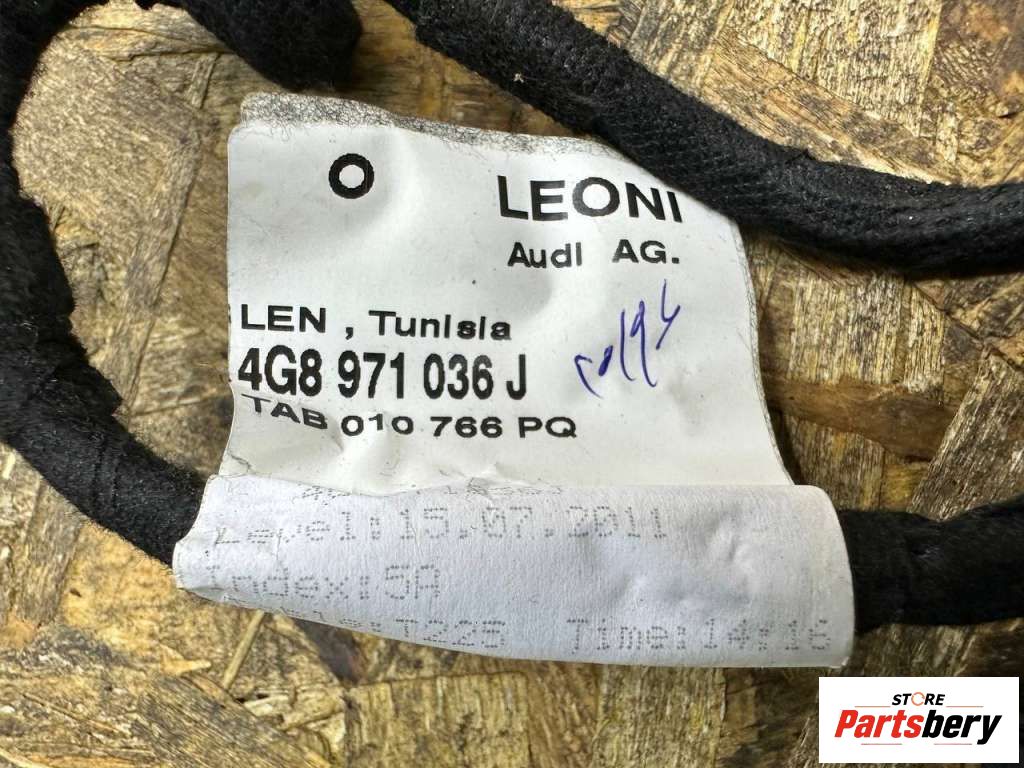 O
LEONI
Audi AG.
LEN , Tunisia
4G8 971 036 J
TAB 010 766 PQ
Level:15.07.2011
Index:5A
Time:14:16
STORE
Partsbery